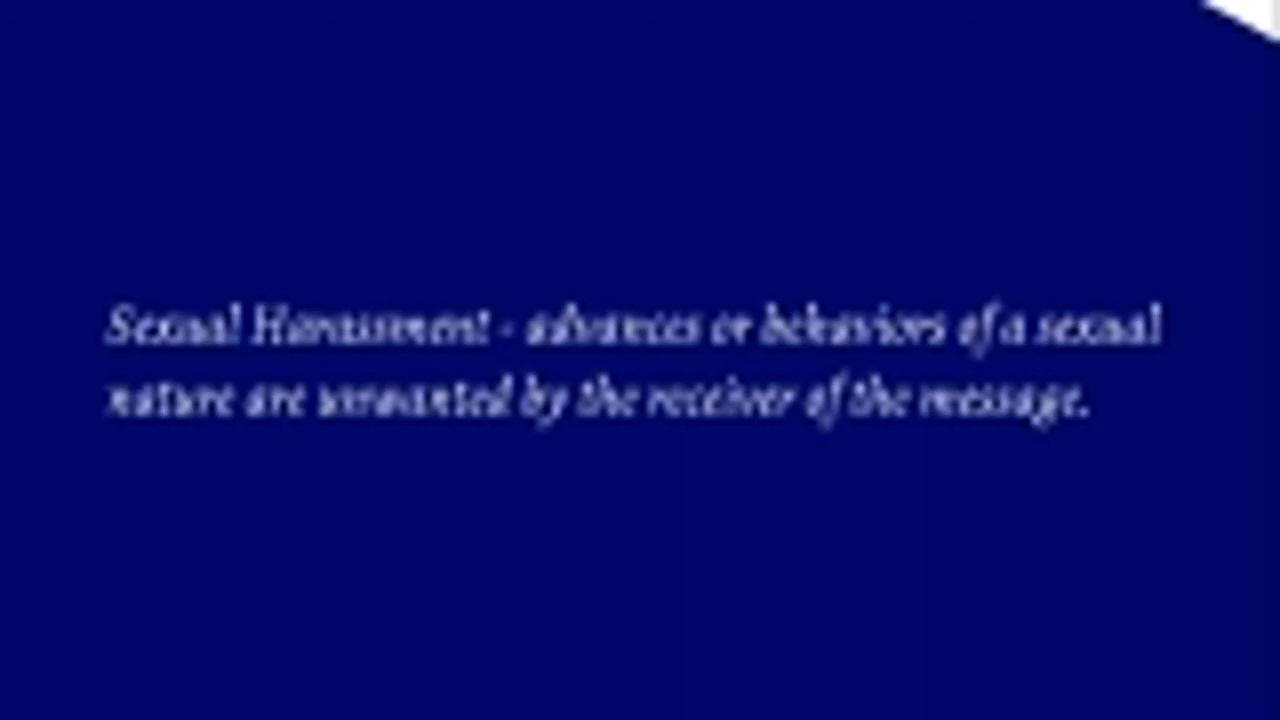 Sexual Harassment - advances or behaviors of a sexual
nature are unwanted by the receiver of the message.